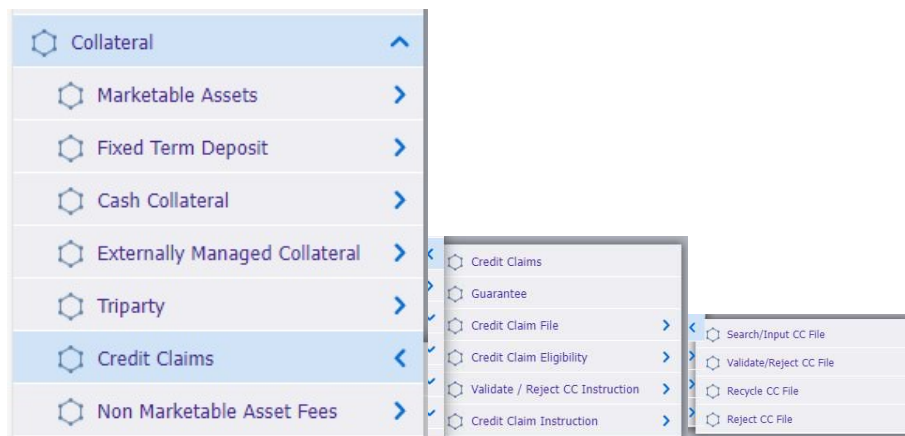 Collateral
Marketable Assets
Fixed Term Deposit
Cash Collateral
Externally Managed Collateral
Triparty
Credit Claims
Non Marketable Asset Fees
Credit Claims
Guarantee
Credit Claim File
Credit Claim Eligibility
Validate / Reject CC Instruction
Credit Claim Instruction
Search/Input CC File
Validate/Reject CC File
Recycle CC File
Reject CC File